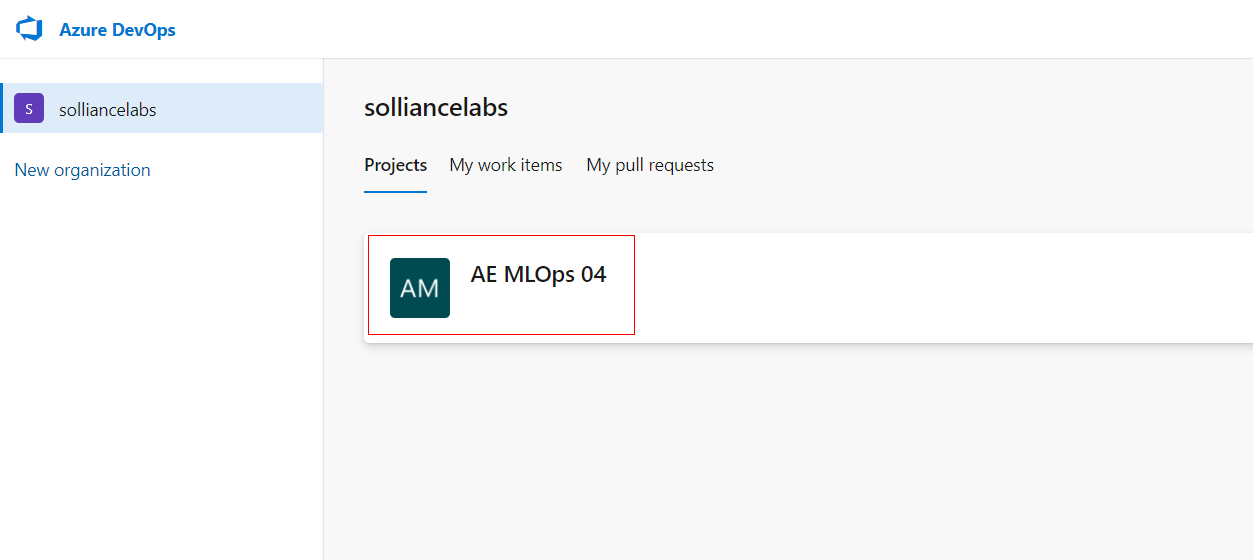 Azure DevOps
S
solliancelabs
New organization
solliancelabs
Projects My work items My pull requests
AM
AE MLOps 04